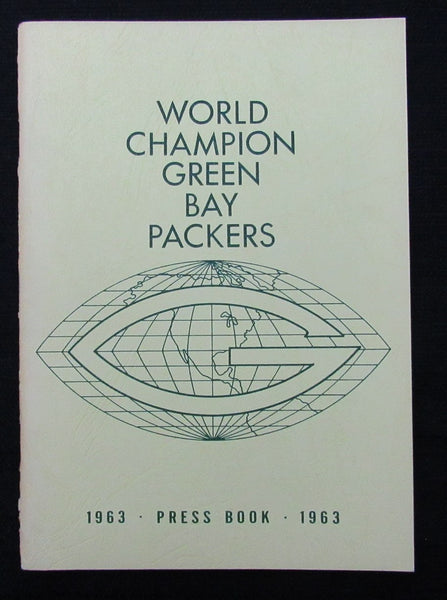 WORLD
CHAMPION
GREEN
BAY
PACKERS
G
1963 · PRESS BOOK · 1963